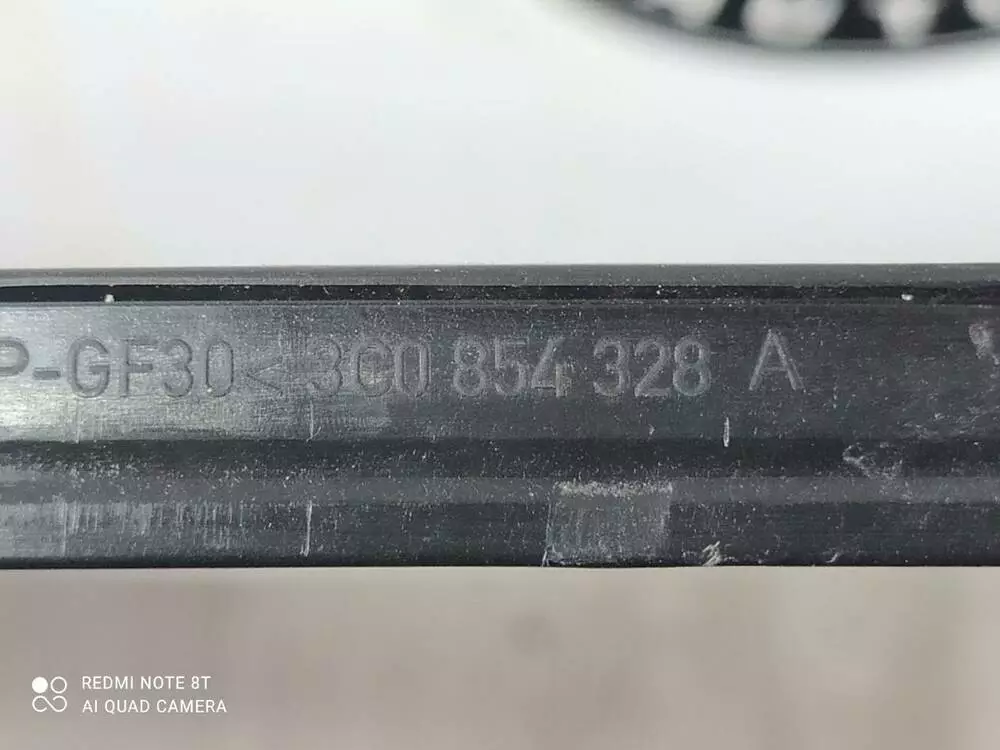 P-GF30< 3C0 854 328 A
REDMI NOTE 8T
AI QUAD CAMERA